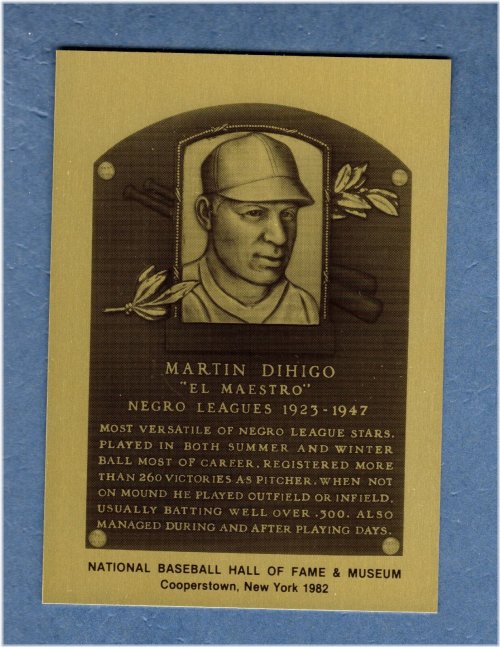 MARTIN DIHIGO
"EL MAESTRO"
NEGRO LEAGUES 1923-1947
MOST VERSATILE OF NEGRO LEAGUE STARS.
PLAYED IN BOTH SUMMER AND WINTER
BALL MOST OF CAREER. REGISTERED MORE
THAN 260 VICTORIES AS PITCHER. WHEN NOT
ON MOUND HE PLAYED OUTFIELD OR INFIELD,
USUALLY BATTING WELL OVER .300. ALSO
MANAGED DURING AND AFTER PLAYING DAYS.
NATIONAL BASEBALL HALL OF FAME & MUSEUM
Cooperstown, New York 1982